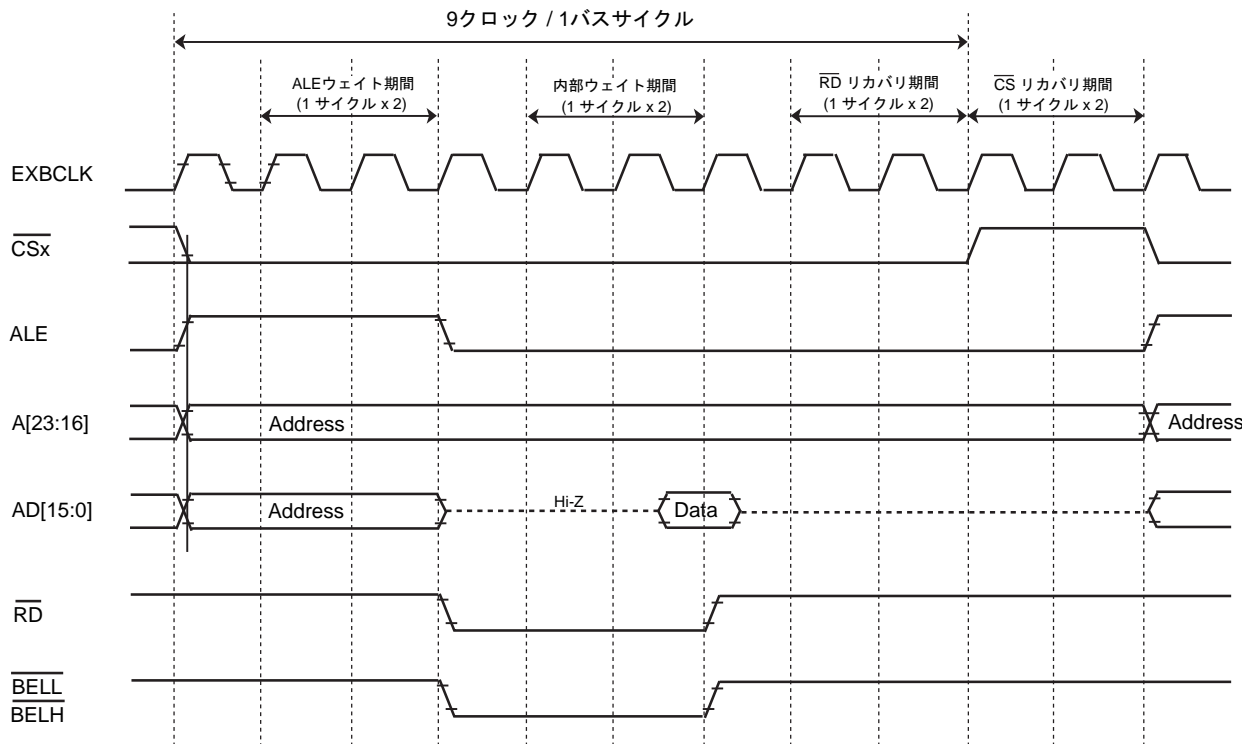 9クロック / 1バスサイクル
ALEウェイト期間
(1 サイクル x 2)
内部ウェイト期間
(1 サイクル x 2)
RD リカバリ期間
(1 サイクル x 2)
CS リカバリ期間
(1 サイクル x 2)
EXBCLK
CSx
ALE
A[23:16]
Address
Address
AD[15:0]
Address
Hi-Z
Data
RD
BELL
BELH